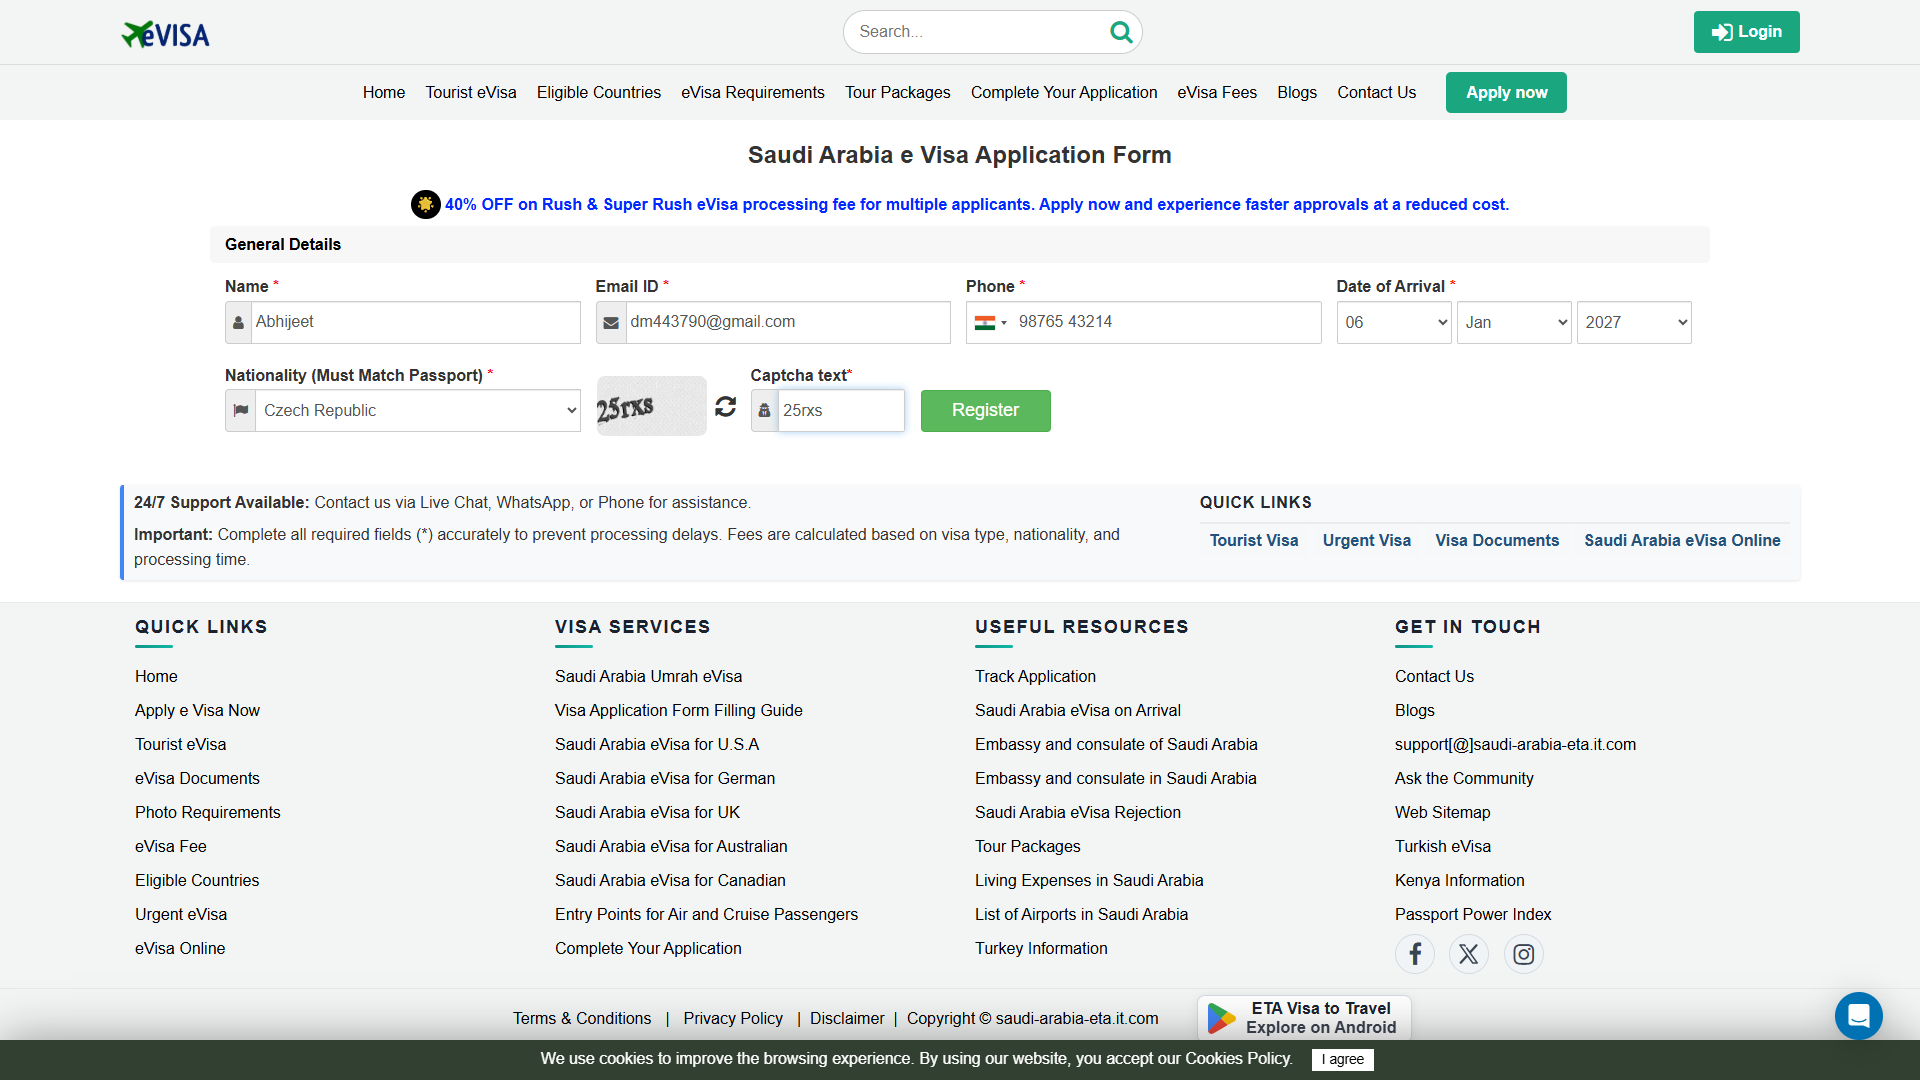 eVISA
Search...
Login
Home Tourist eVisa Eligible Countries eVisa Requirements Tour Packages Complete Your Application eVisa Fees Blogs Contact Us Apply now
Saudi Arabia e Visa Application Form
40% OFF on Rush & Super Rush eVisa processing fee for multiple applicants. Apply now and experience faster approvals at a reduced cost.
General Details
Name * Email ID * Phone * Date of Arrival *
Abhijeet dm443790@gmail.com 98765 43214 06 Jan 2027
Nationality (Must Match Passport) * Captcha text*
Czech Republic 25rxs 25rxs Register
24/7 Support Available: Contact us via Live Chat, WhatsApp, or Phone for assistance.
Important: Complete all required fields (*) accurately to prevent processing delays. Fees are calculated based on visa type, nationality, and
processing time.
QUICK LINKS
Tourist Visa Urgent Visa Visa Documents Saudi Arabia eVisa Online
QUICK LINKS
Home
Apply e Visa Now
Tourist eVisa
eVisa Documents
Photo Requirements
eVisa Fee
Eligible Countries
Urgent eVisa
eVisa Online
VISA SERVICES
Saudi Arabia Umrah eVisa
Visa Application Form Filling Guide
Saudi Arabia eVisa for U.S.A
Saudi Arabia eVisa for German
Saudi Arabia eVisa for UK
Saudi Arabia eVisa for Australian
Saudi Arabia eVisa for Canadian
Entry Points for Air and Cruise Passengers
Complete Your Application
USEFUL RESOURCES
Track Application
Saudi Arabia eVisa on Arrival
Embassy and consulate of Saudi Arabia
Embassy and consulate in Saudi Arabia
Saudi Arabia eVisa Rejection
Tour Packages
Living Expenses in Saudi Arabia
List of Airports in Saudi Arabia
Turkey Information
GET IN TOUCH
Contact Us
Blogs
support[@]saudi-arabia-eta.it.com
Ask the Community
Web Sitemap
Turkish eVisa
Kenya Information
Passport Power Index
Terms & Conditions | Privacy Policy | Disclaimer | Copyright © saudi-arabia-eta.it.com
ETA Visa to Travel
Explore on Android
We use cookies to improve the browsing experience. By using our website, you accept our Cookies Policy. I agree